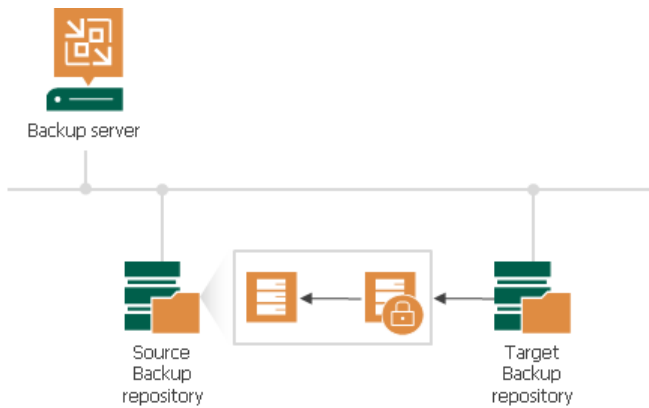 Backup server
Source
Backup
repository
Target
Backup
repository